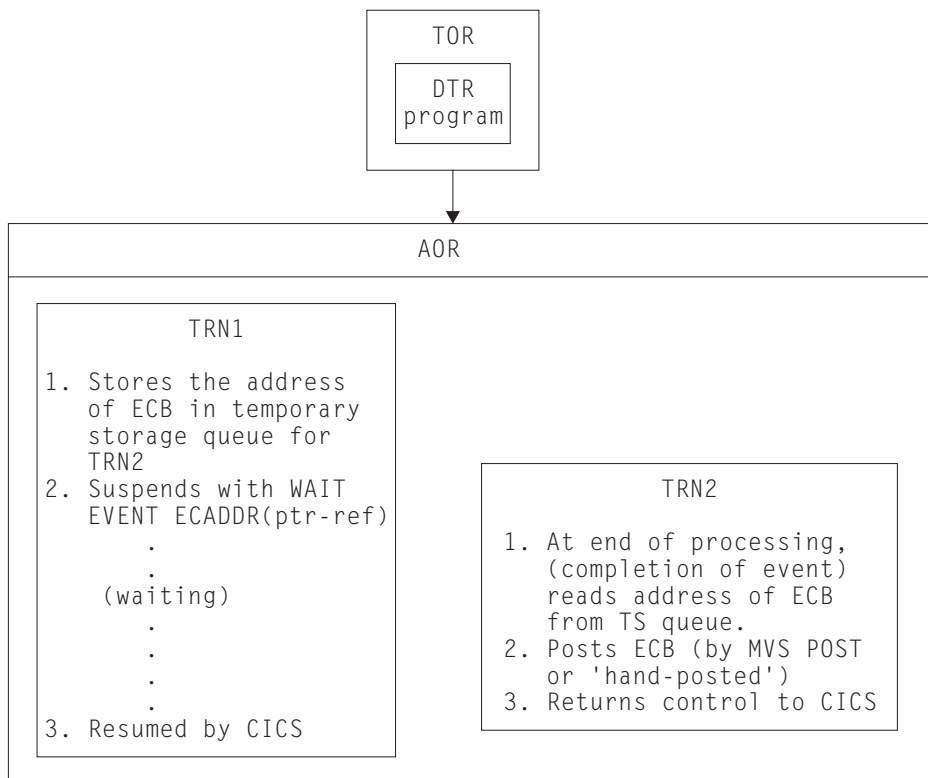 TOR
DTR
program
AOR
TRN1
1. Stores the address
of ECB in temporary
storage queue for
TRN2
2. Suspends with WAIT
EVENT ECADDR(ptr-ref)
.
.
(waiting)
.
.
.
.
3. Resumed by CICS
TRN2
1. At end of processing,
(completion of event)
reads address of ECB
from TS queue.
2. Posts ECB (by MVS POST
or 'hand-posted')
3. Returns control to CICS